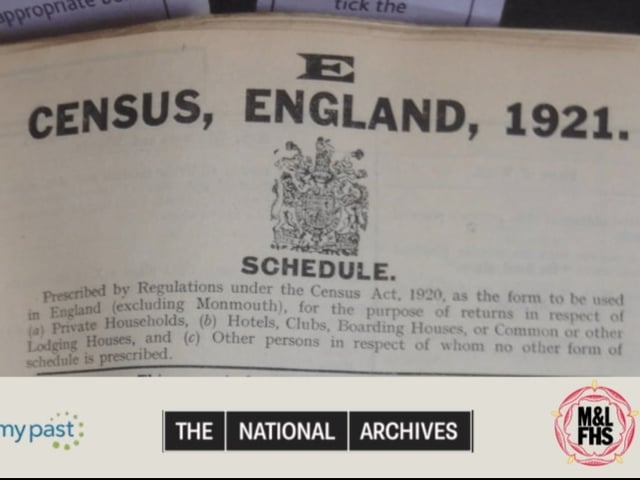 appropriate
tick the
E
CENSUS, ENGLAND, 1921.
SCHEDULE.
Prescribed by Regulations under the Census Act, 1920, as the form to be used
in England (excluding Monmouth), for the purpose of returns in respect of
(a) Private Households, (b) Hotels, Clubs, Boarding Houses, or Common or other
Lodging Houses, and (c) Other persons in respect of whom no other form of
schedule is prescribed.
my past
THE NATIONAL ARCHIVES
M&L
FHS